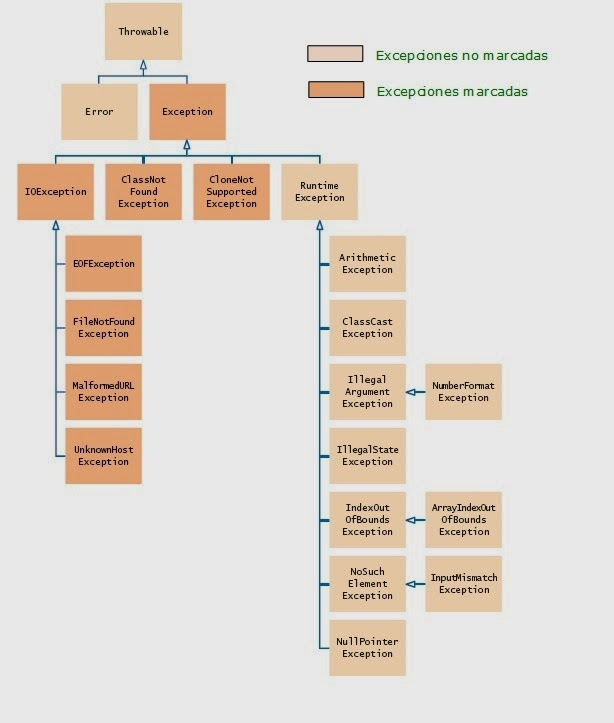 Throwable
Excepciones no marcadas
Excepciones marcadas
Error
Exception
IOException
ClassNot
Found
Exception
CloneNot
Supported
Exception
Runtime
Exception
EOFException
FileNotFound
Exception
MalformedURL
Exception
UnknownHost
Exception
Arithmetic
Exception
ClassCast
Exception
Illegal
Argument
Exception
NumberFormat
Exception
IllegalState
Exception
IndexOut
OfBounds
Exception
ArrayIndexOut
OfBounds
Exception
NoSuch
Element
Exception
InputMismatch
Exception
NullPointer
Exception